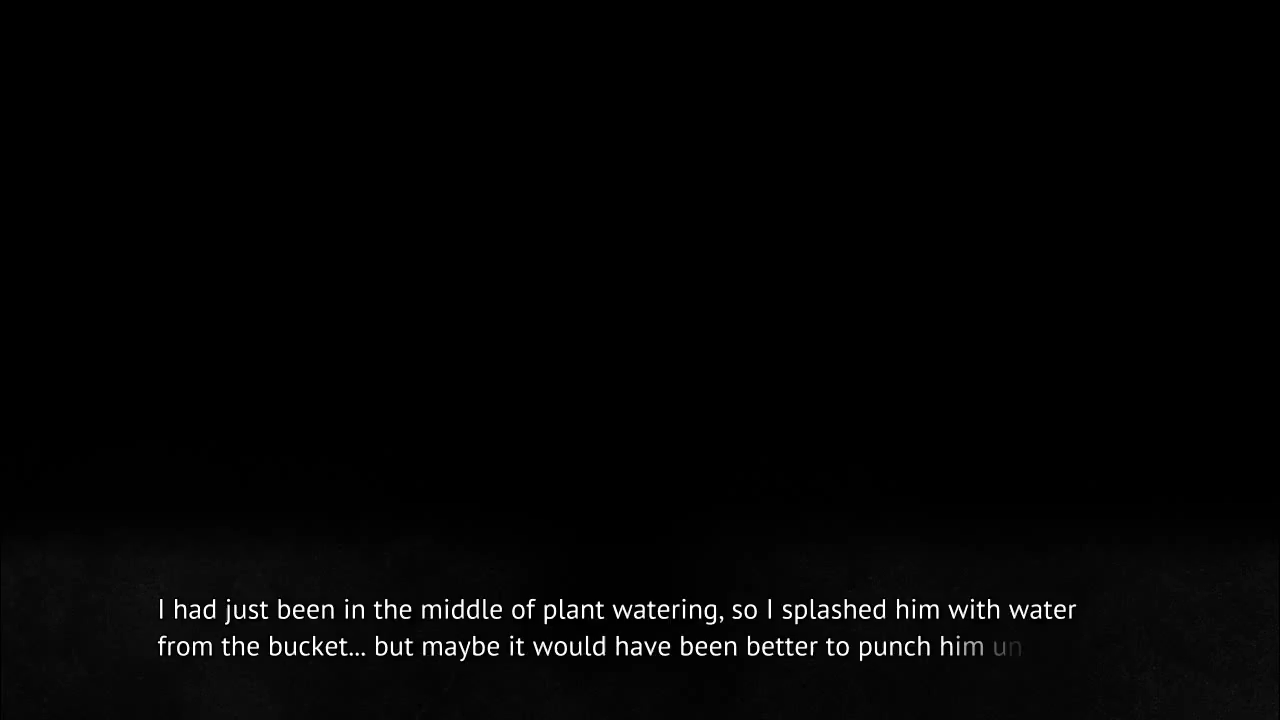 I had just been in the middle of plant watering, so I splashed him with water
from the bucket... but maybe it would have been better to punch him un